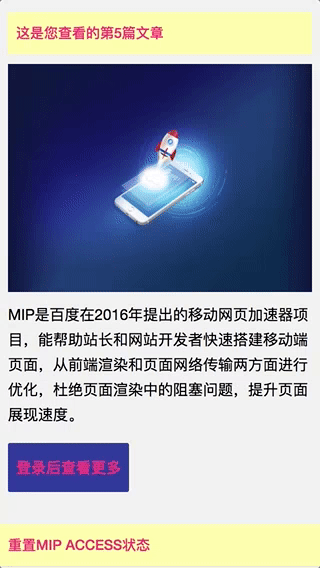 这是您查看的第5篇文章
MIP是百度在2016年提出的移动网页加速器项
目，能帮助站长和网站开发者快速搭建移动端
页面，从前端渲染和页面网络传输两方面进行
优化，杜绝页面渲染中的阻塞问题，提升页面
展现速度。
登录后查看更多
重置MIP ACCESS状态